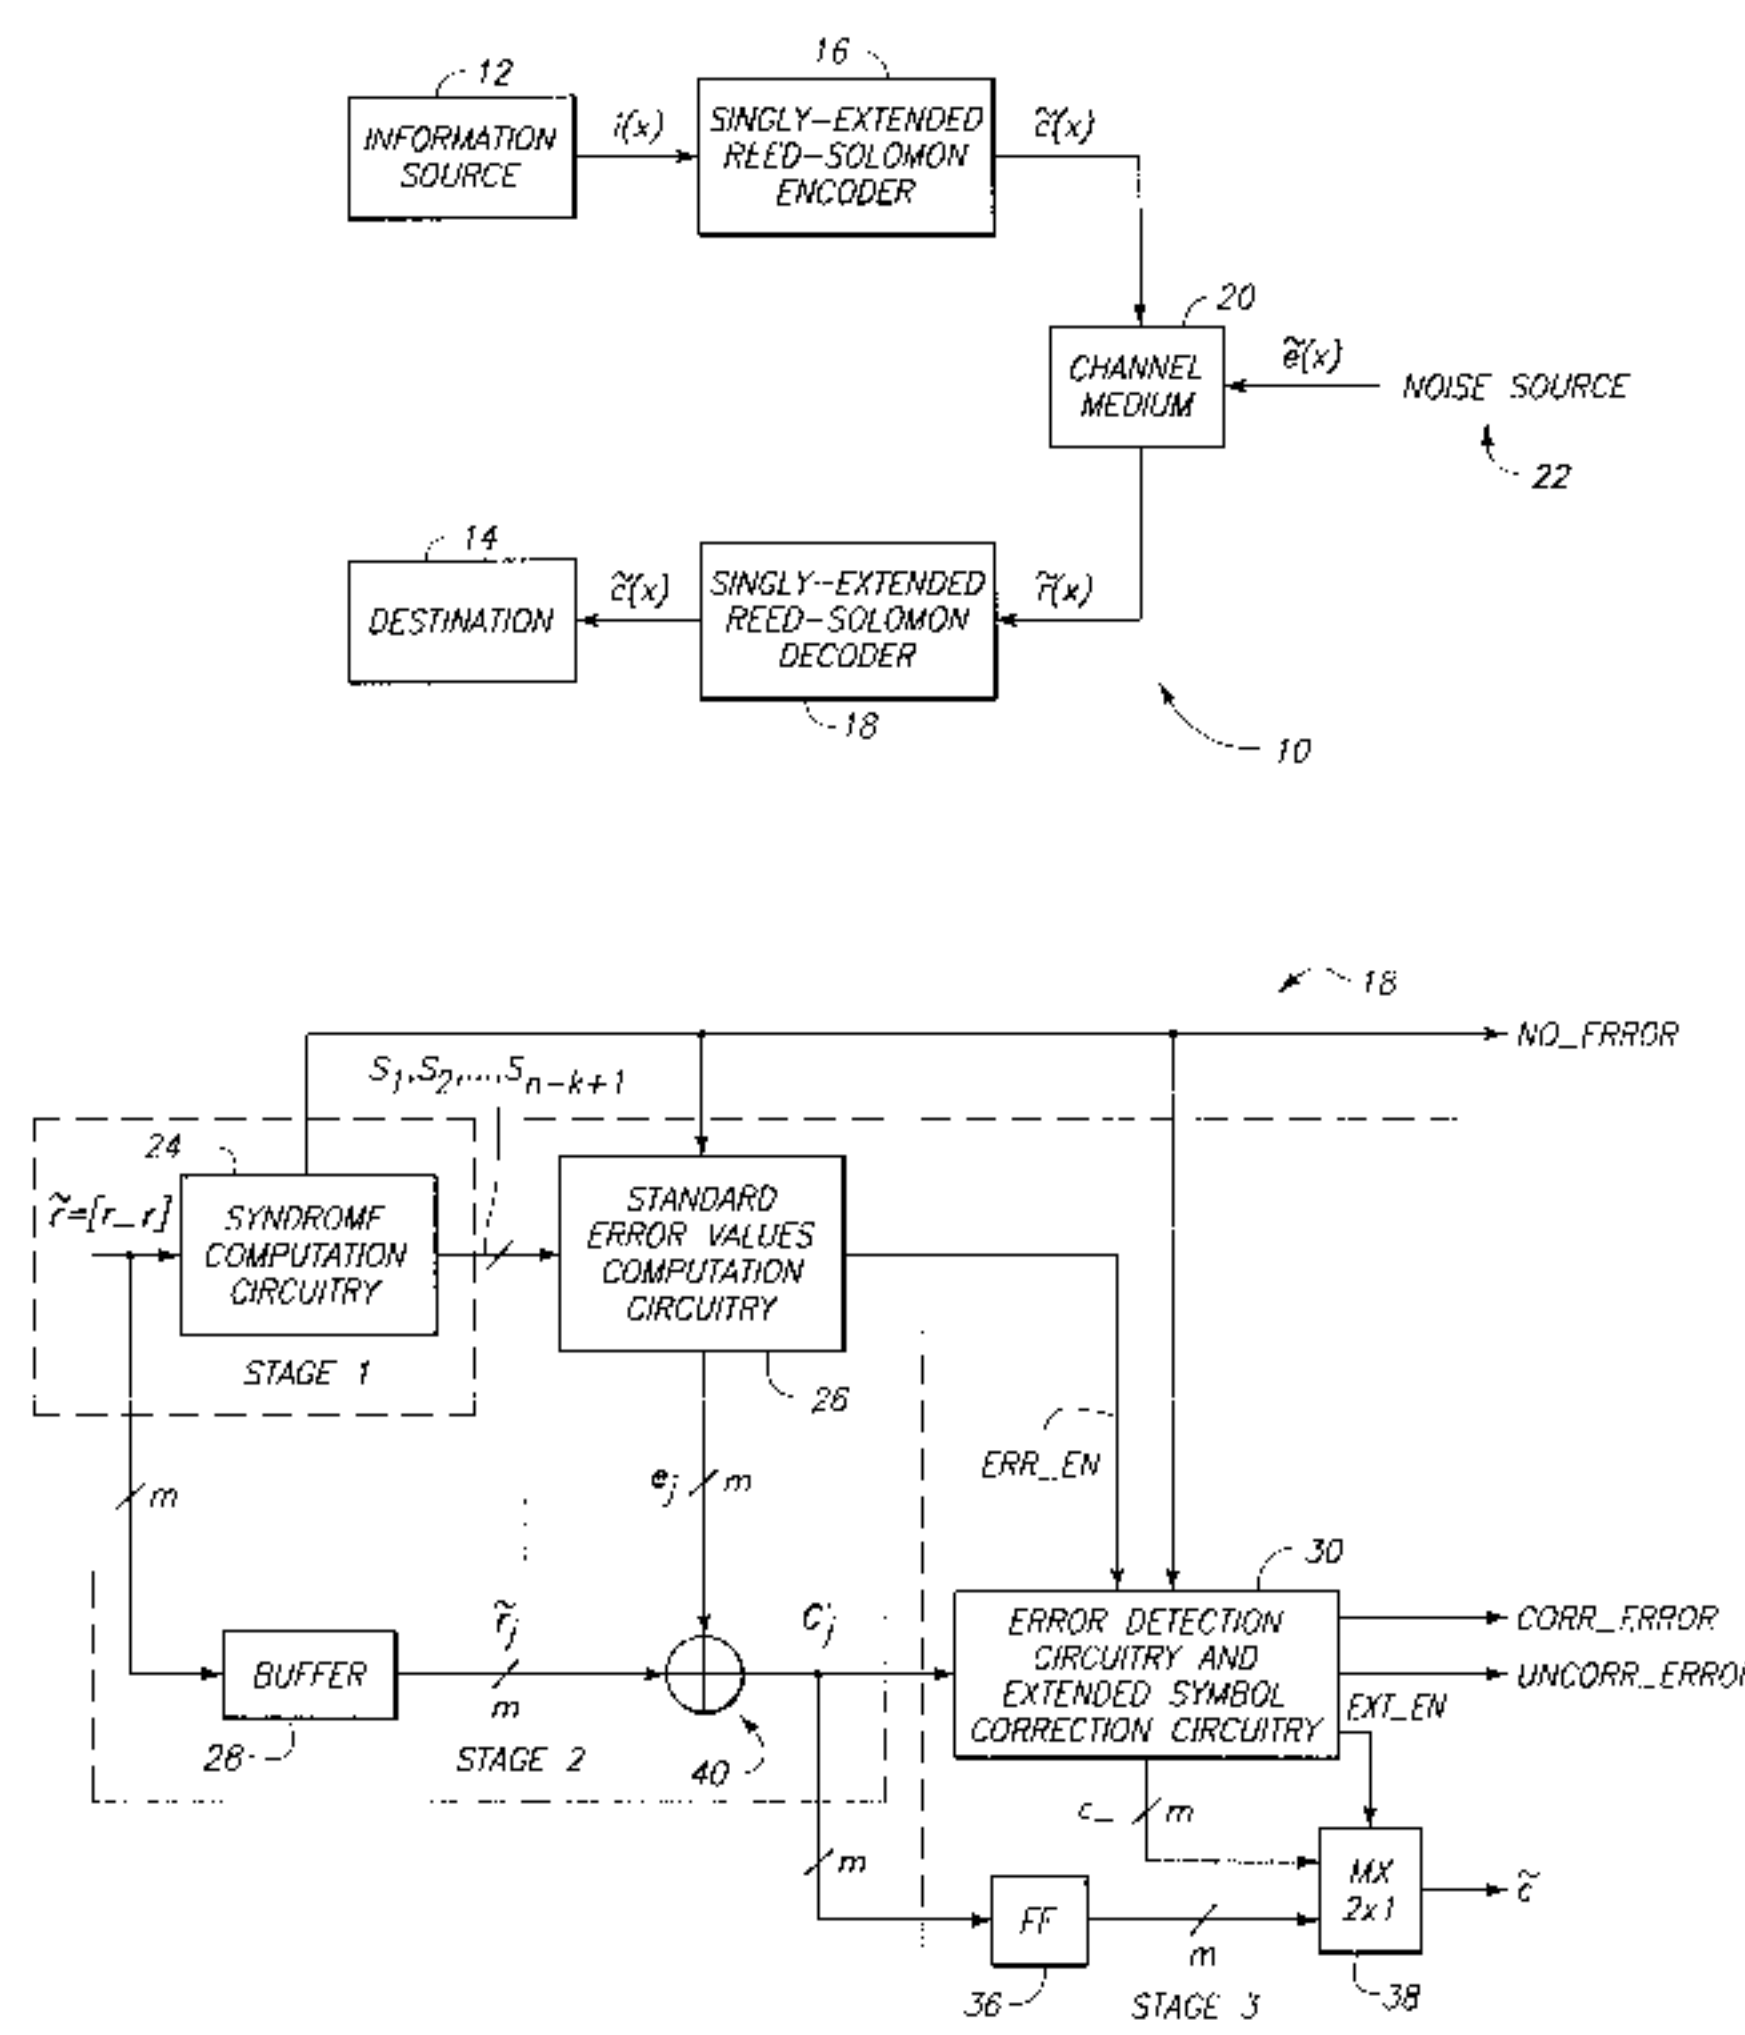 12
INFORMATION
SOURCE
i(x)
16
SINGLY-EXTENDED
REED-SOLOMON
ENCODER
c̃(x)
20
CHANNEL
MEDIUM
ẽ(x)
NOISE SOURCE
22
14
DESTINATION
c̃(x)
SINGLY-EXTENDED
REED-SOLOMON
DECODER
18
r̃(x)
10
18
NO_ERROR
S1,S2,...,Sn-k+1
24
r̃=[r_r]
SYNDROME
COMPUTATION
CIRCUITRY
STAGE 1
STANDARD
ERROR VALUES
COMPUTATION
CIRCUITRY
26
ERR_EN
m
ej
m
30
BUFFER
28
r̃j
m
STAGE 2
40
C'j
ERROR DETECTION
CIRCUITRY AND
EXTENDED SYMBOL
CORRECTION CIRCUITRY
CORR_ERROR
UNCORR_ERROR
EXT_EN
c_
m
m
FF
36
m
STAGE 3
MX
2x1
38
c̃